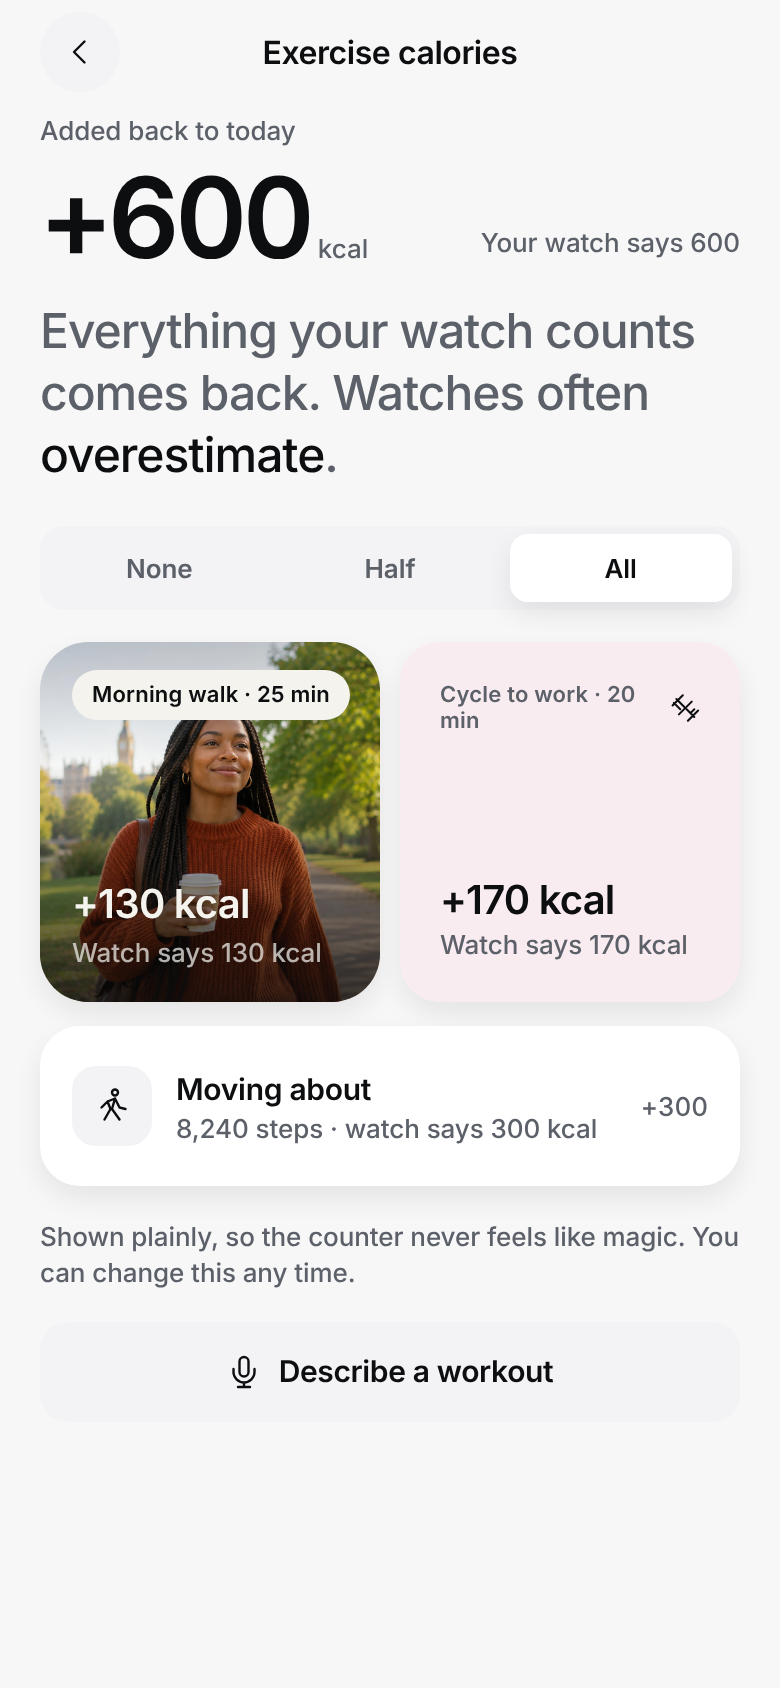 Exercise calories
Added back to today
+600 kcal
Your watch says 600
Everything your watch counts
comes back. Watches often
overestimate.
None
Half
All
Morning walk · 25 min
+130 kcal
Watch says 130 kcal
Cycle to work · 20
min
+170 kcal
Watch says 170 kcal
Moving about
8,240 steps · watch says 300 kcal
+300
Shown plainly, so the counter never feels like magic. You
can change this any time.
Describe a workout